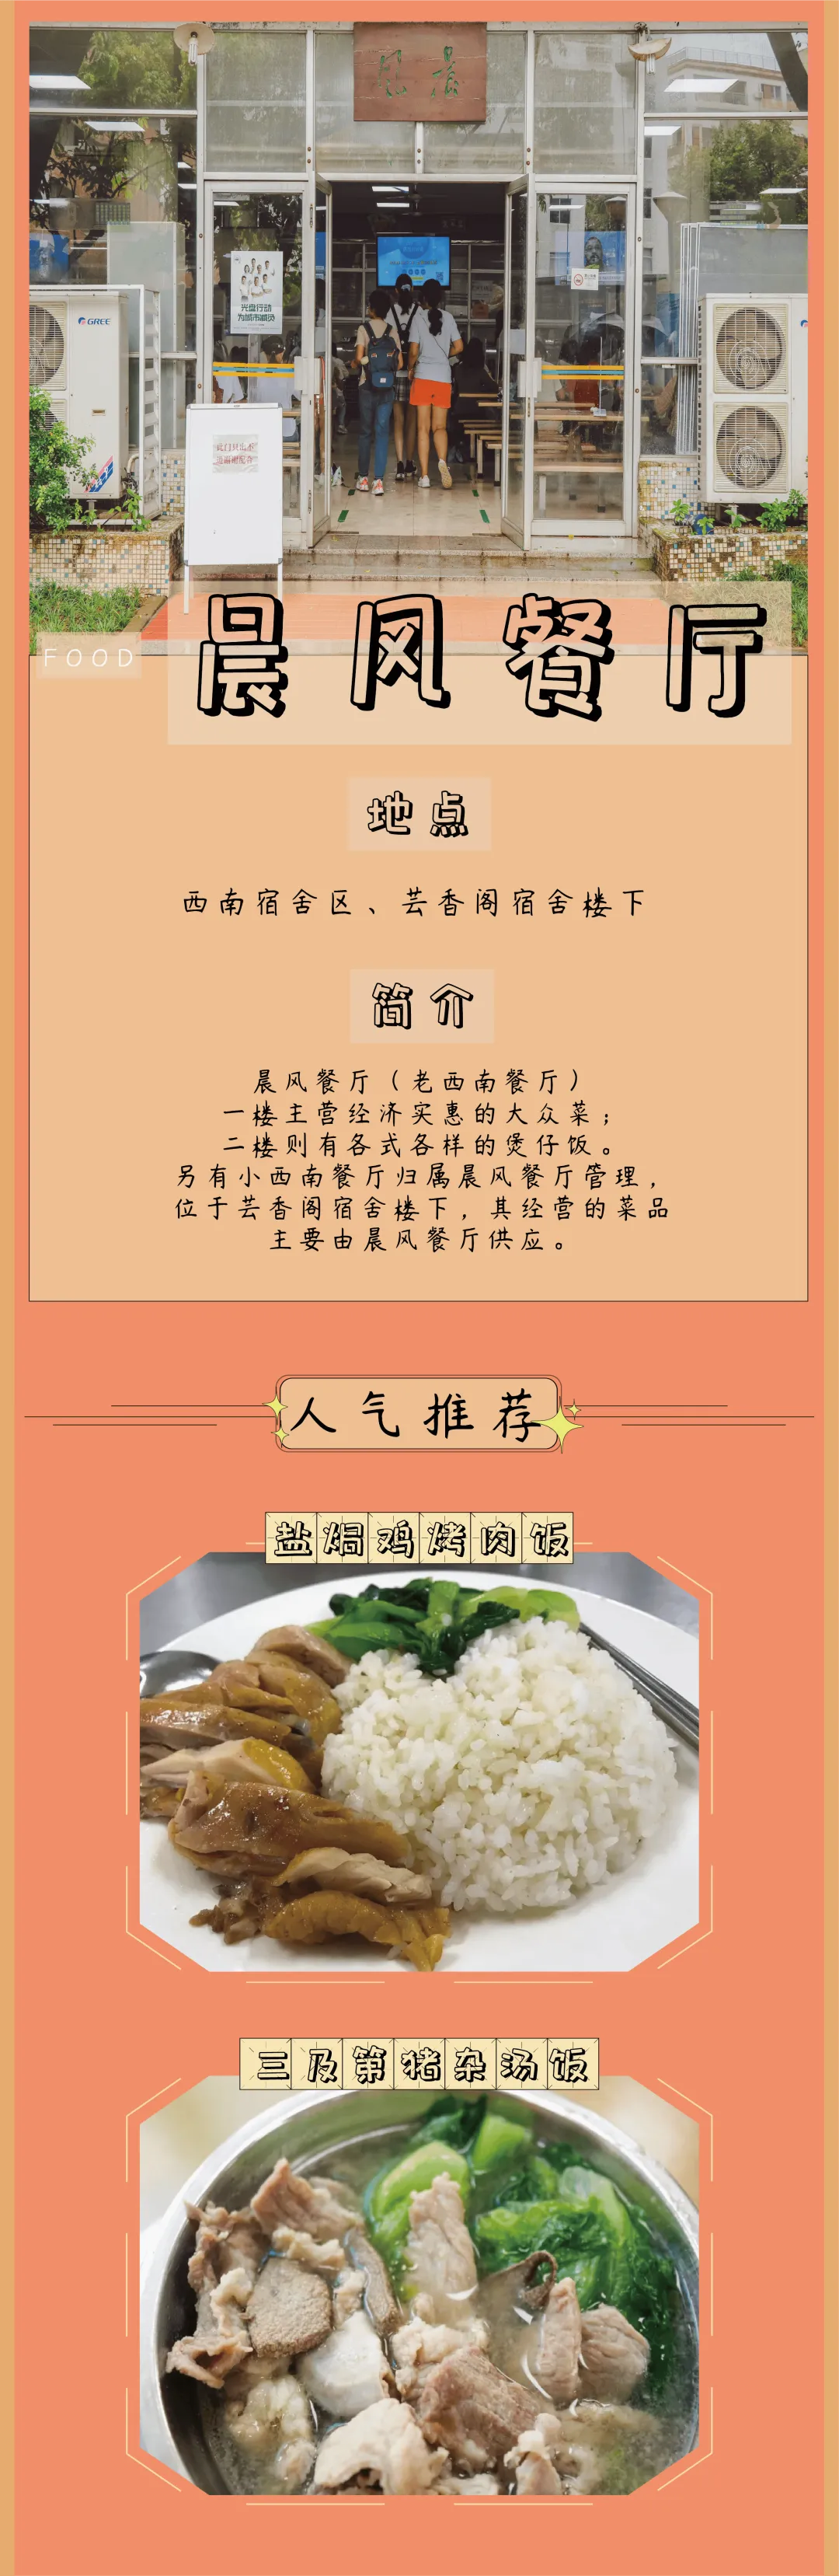 GREE
光盘行动
为城市减负
FOOD
晨风餐厅
地点
西南宿舍区、芸香阁宿舍楼下
简介
晨风餐厅（老西南餐厅）
一楼主营经济实惠的大众菜；
二楼则有各式各样的煲仔饭。
另有小西南餐厅归属晨风餐厅管理，
位于芸香阁宿舍楼下，其经营的菜品
主要由晨风餐厅供应。
人气推荐
盐焗鸡烤肉饭
三及第猪杂汤饭